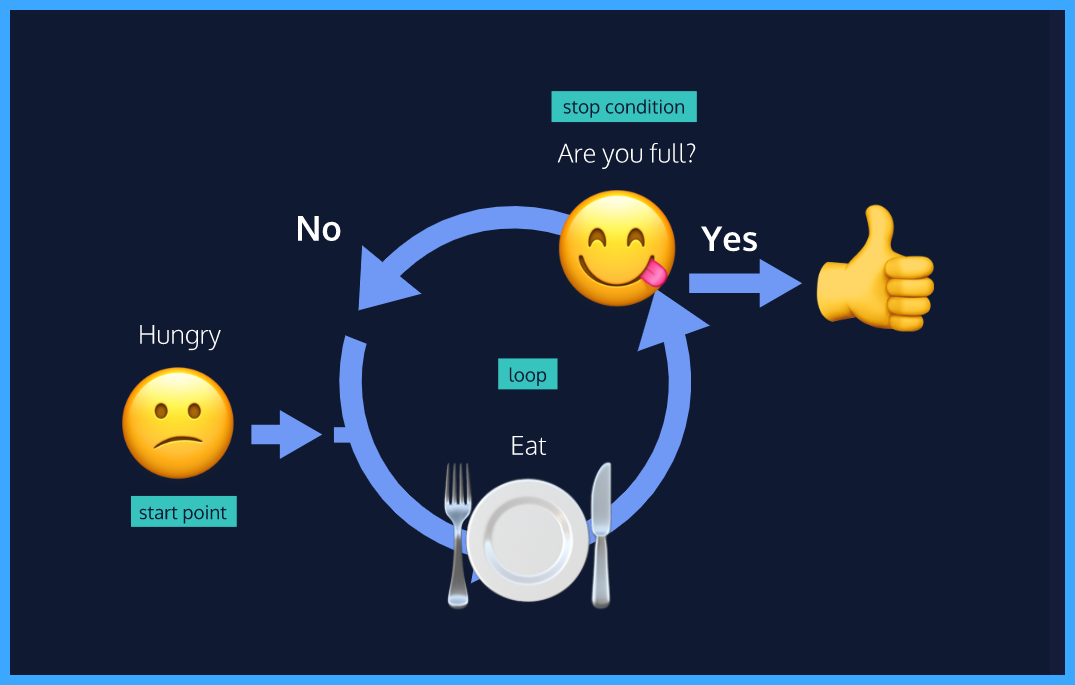 stop condition
Are you full?
No
Yes
Hungry
loop
Eat
start point